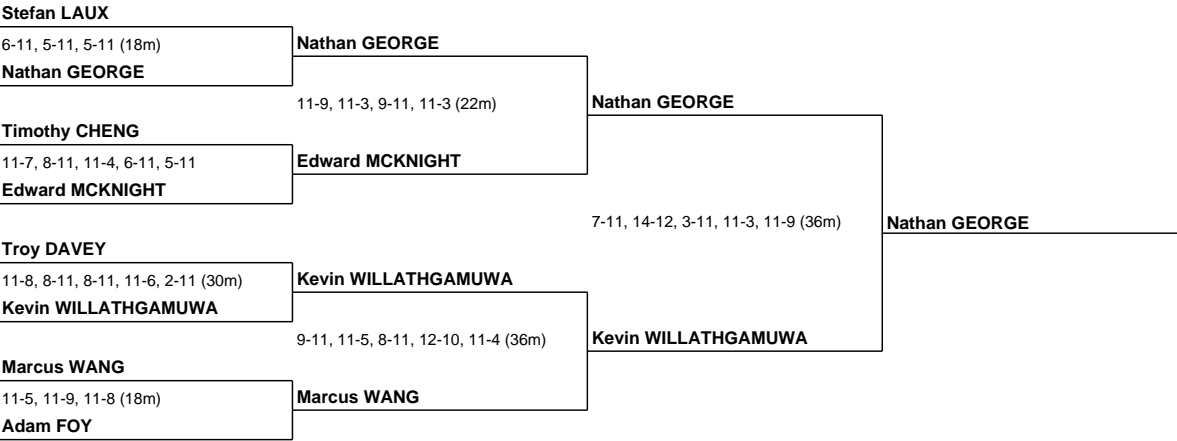 Stefan LAUX
6-11, 5-11, 5-11 (18m)
Nathan GEORGE
Nathan GEORGE
11-9, 11-3, 9-11, 11-3 (22m)
Nathan GEORGE
Timothy CHENG
11-7, 8-11, 11-4, 6-11, 5-11
Edward MCKNIGHT
Edward MCKNIGHT
7-11, 14-12, 3-11, 11-3, 11-9 (36m)
Nathan GEORGE
Troy DAVEY
11-8, 8-11, 8-11, 11-6, 2-11 (30m)
Kevin WILLATHGAMUWA
Kevin WILLATHGAMUWA
9-11, 11-5, 8-11, 12-10, 11-4 (36m)
Kevin WILLATHGAMUWA
Marcus WANG
11-5, 11-9, 11-8 (18m)
Marcus WANG
Adam FOY